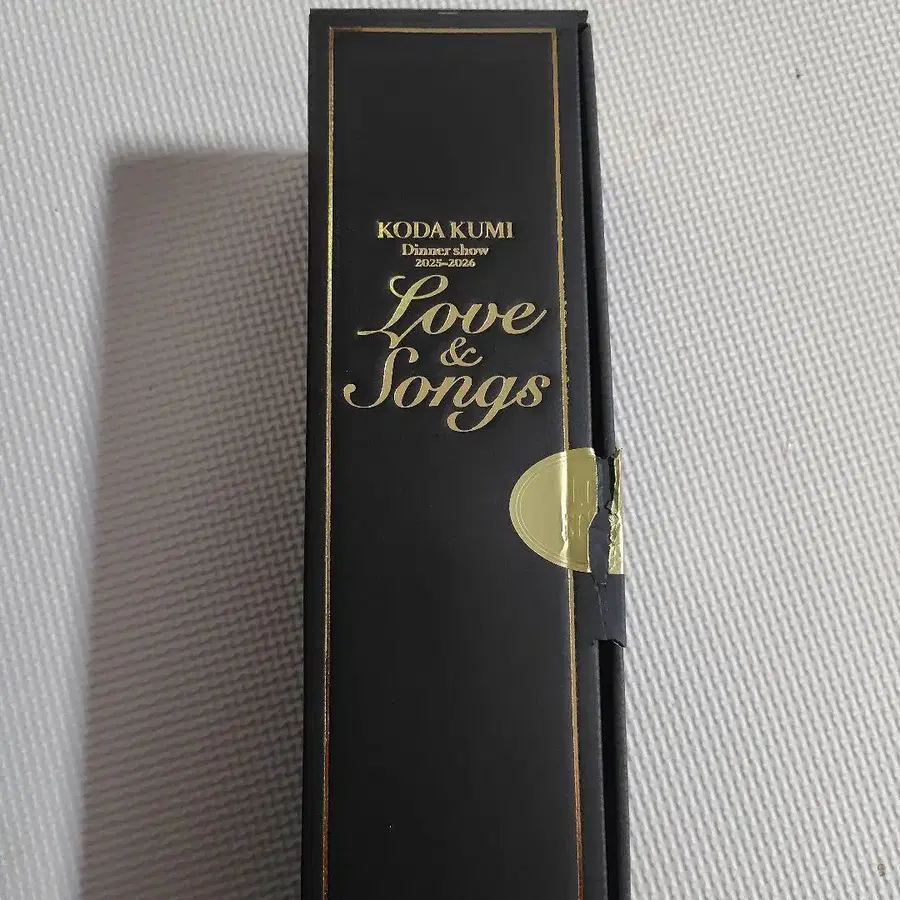 KODA KUMI
Dinner show
2025–2026
Love
&
Songs